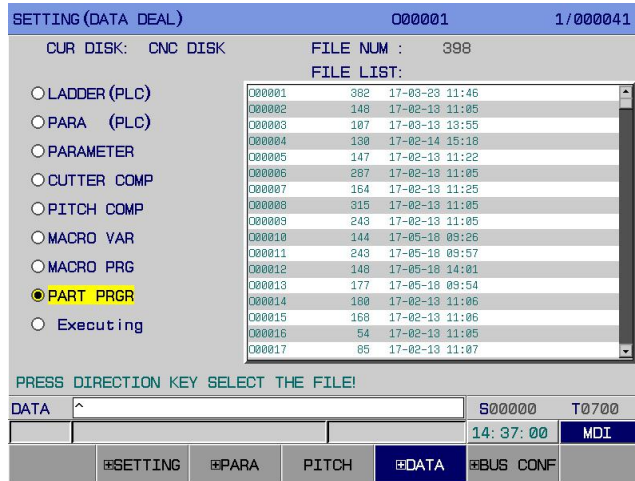 SETTING(DATA DEAL) O00001 1/000041
CUR DISK: CNC DISK FILE NUM : 398
FILE LIST:
LADDER(PLC)
PARA (PLC)
PARAMETER
CUTTER COMP
PITCH COMP
MACRO VAR
MACRO PRG
PART PRGR
Executing
O00001 382 17-03-23 11:46
O00002 148 17-02-13 11:05
O00003 107 17-03-13 13:55
O00004 130 17-02-14 15:18
O00005 147 17-02-13 11:22
O00006 287 17-02-13 11:05
O00007 164 17-02-13 11:25
O00008 315 17-02-13 11:05
O00009 243 17-02-13 11:05
O00010 144 17-05-18 09:26
O00011 243 17-05-18 09:57
O00012 148 17-05-18 14:01
O00013 177 17-05-18 09:54
O00014 180 17-02-13 11:06
O00015 168 17-02-13 11:06
O00016 54 17-02-13 11:05
O00017 85 17-02-13 11:07
PRESS DIRECTION KEY SELECT THE FILE!
DATA ^ S00000 T0700
14:37:00 MDI
⊞SETTING ⊞PARA PITCH ⊞DATA ⊞BUS CONF